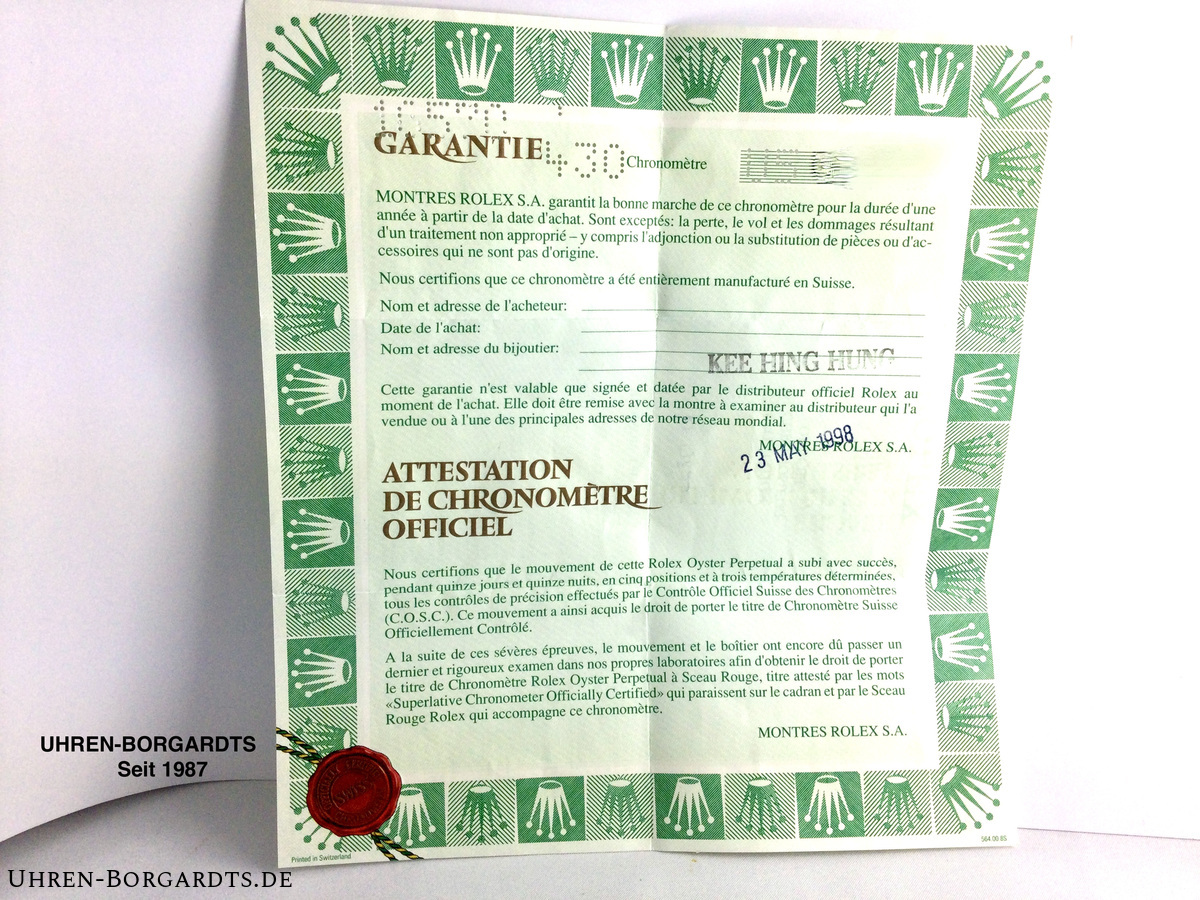 GARANTIE
430
Chronomètre
MONTRES ROLEX S.A. garantit la bonne marche de ce chronomètre pour la durée d'une
année à partir de la date d'achat. Sont exceptés: la perte, le vol et les dommages résultant
d'un traitement non approprié – y compris l'adjonction ou la substitution de pièces ou d'ac-
cessoires qui ne sont pas d'origine.
Nous certifions que ce chronomètre a été entièrement manufacturé en Suisse.
Nom et adresse de l'acheteur:
Date de l'achat:
Nom et adresse du bijoutier:
KEE HING HUNG
Cette garantie n'est valable que signée et datée par le distributeur officiel Rolex au
moment de l'achat. Elle doit être remise avec la montre à examiner au distributeur qui l'a
vendue ou à l'une des principales adresses de notre réseau mondial.
MONTRES ROLEX S.A.
23 MAY 1998
ATTESTATION
DE CHRONOMÈTRE
OFFICIEL
Nous certifions que le mouvement de cette Rolex Oyster Perpetual a subi avec succès,
pendant quinze jours et quinze nuits, en cinq positions et à trois températures déterminées,
tous les contrôles de précision effectués par le Contrôle Officiel Suisse des Chronomètres
(C.O.S.C.). Ce mouvement a ainsi acquis le droit de porter le titre de Chronomètre Suisse
Officiellement Contrôlé.
A la suite de ces sévères épreuves, le mouvement et le boîtier ont encore dû passer un
dernier et rigoureux examen dans nos propres laboratoires afin d'obtenir le droit de porter
le titre de Chronomètre Rolex Oyster Perpetual à Sceau Rouge, titre attesté par les mots
«Superlative Chronometer Officially Certified» qui paraissent sur le cadran et par le Sceau
Rouge Rolex qui accompagne ce chronomètre.
MONTRES ROLEX S.A.
UHREN-BORGARDTS
Seit 1987
Printed in Switzerland
564.00.85
UHREN-BORGARDTS.DE